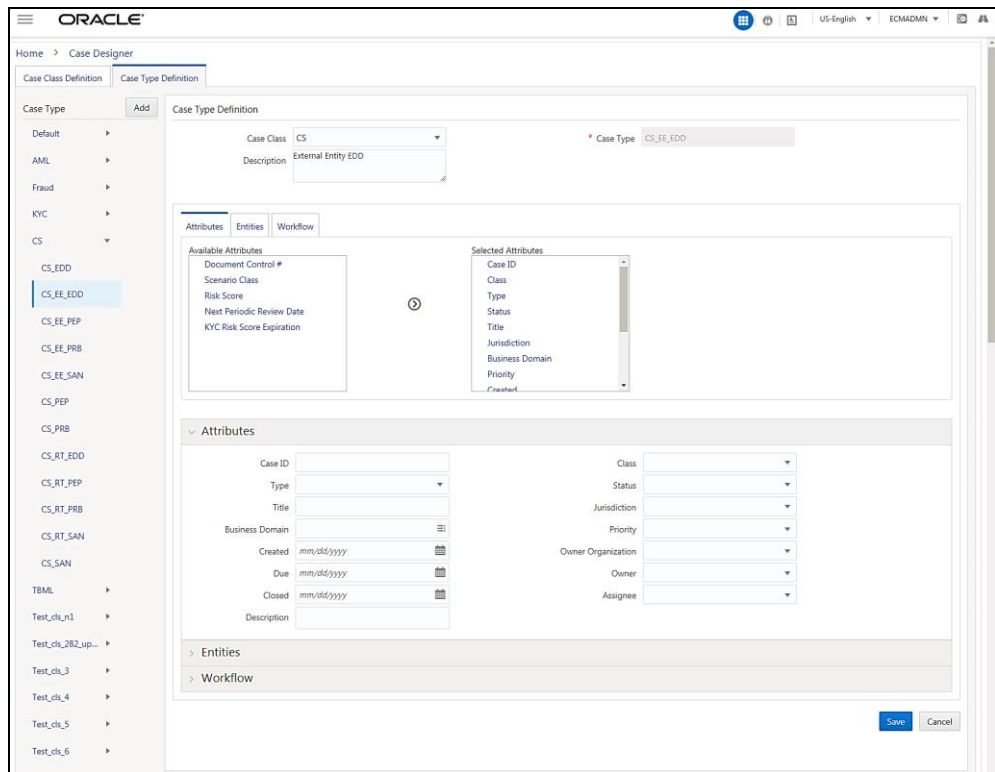 ORACLE
US-English
ECMADMN
Home > Case Designer
Case Class Definition
Case Type Definition
Case Type
Add
Default
AML
Fraud
KYC
CS
CS_EDD
CS_EE_EDD
CS_EE_PEP
CS_EE_PRB
CS_EE_SAN
CS_PEP
CS_PRB
CS_RT_EDD
CS_RT_PEP
CS_RT_PRB
CS_RT_SAN
CS_SAN
TBML
Test_cls_n1
Test_cls_282_up...
Test_cls_3
Test_cls_4
Test_cls_5
Test_cls_6
Case Type Definition
Case Class CS
* Case Type CS_EE_EDD
Description External Entity EDD
Attributes
Entities
Workflow
Available Attributes
Document Control #
Scenario Class
Risk Score
Next Periodic Review Date
KYC Risk Score Expiration
Selected Attributes
Case ID
Class
Type
Status
Title
Jurisdiction
Business Domain
Priority
Created
Attributes
Case ID
Class
Type
Status
Title
Jurisdiction
Business Domain
Priority
Created mm/dd/yyyy
Owner Organization
Due mm/dd/yyyy
Owner
Closed mm/dd/yyyy
Assignee
Description
Entities
Workflow
Save
Cancel